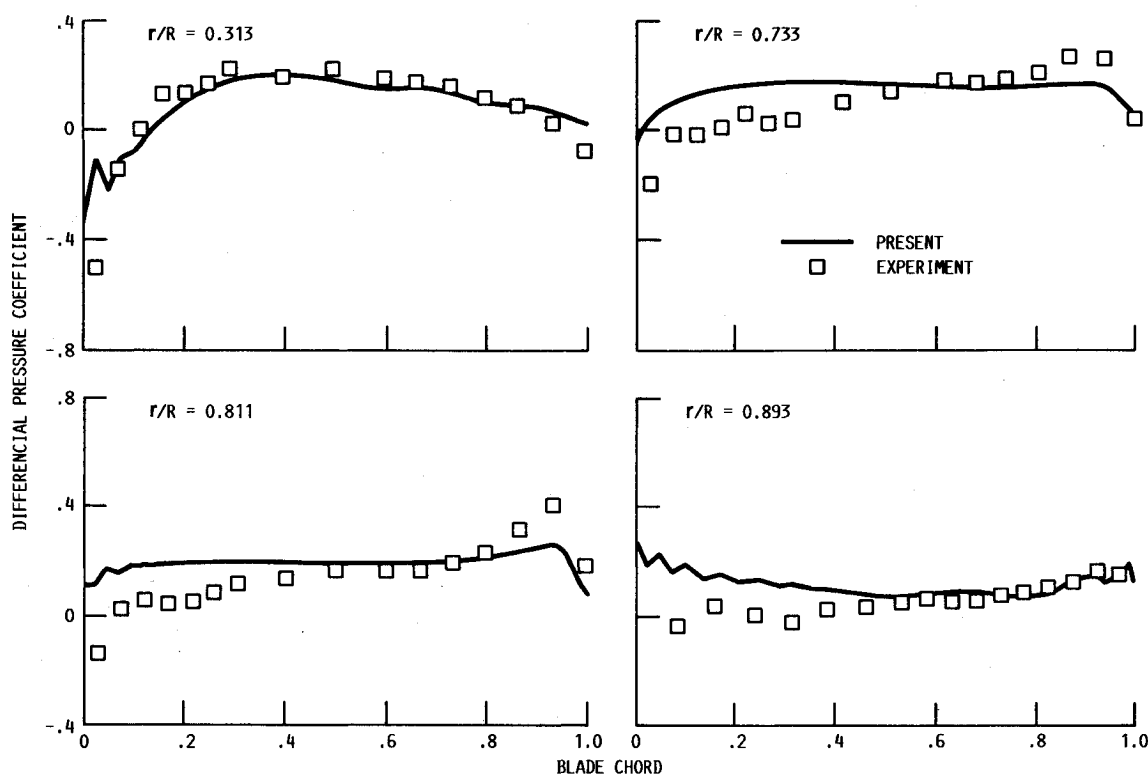 .4
0
-.4
-.8
r/R = 0.313
r/R = 0.733
PRESENT
EXPERIMENT
DIFFERENCIAL PRESSURE COEFFICIENT
.8
.4
0
-.4
r/R = 0.811
r/R = 0.893
0 .2 .4 .6 .8 1.0
0 .2 .4 .6 .8 1.0
BLADE CHORD